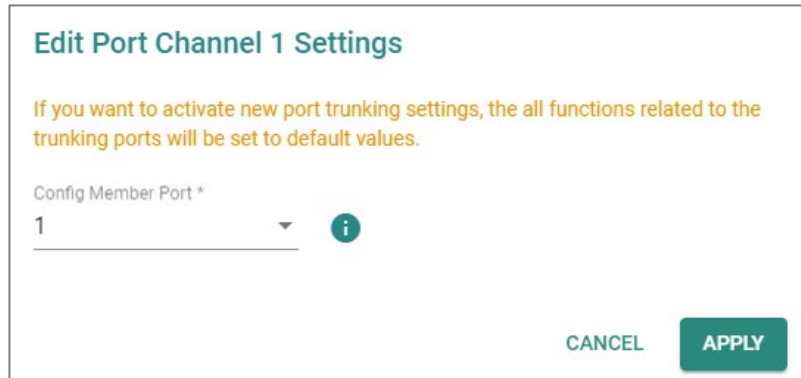 Edit Port Channel 1 Settings
If you want to activate new port trunking settings, the all functions related to the
trunking ports will be set to default values.
Config Member Port *
1
i
CANCEL APPLY